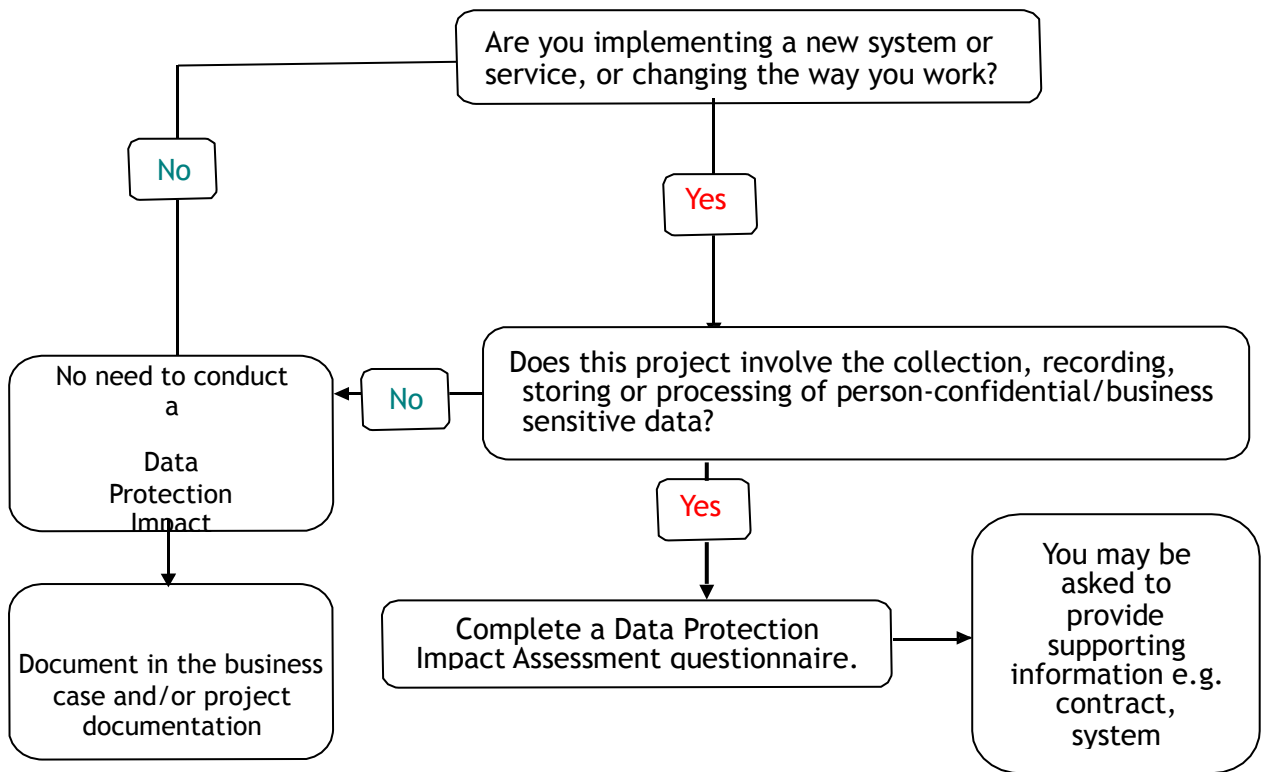 Are you implementing a new system or
service, or changing the way you work?
No
Yes
No need to conduct
a
Data
Protection
Impact
No
Does this project involve the collection, recording,
storing or processing of person-confidential/business
sensitive data?
Yes
You may be
asked to
provide
supporting
information e.g.
contract,
system
Complete a Data Protection
Impact Assessment questionnaire.
Document in the business
case and/or project
documentation